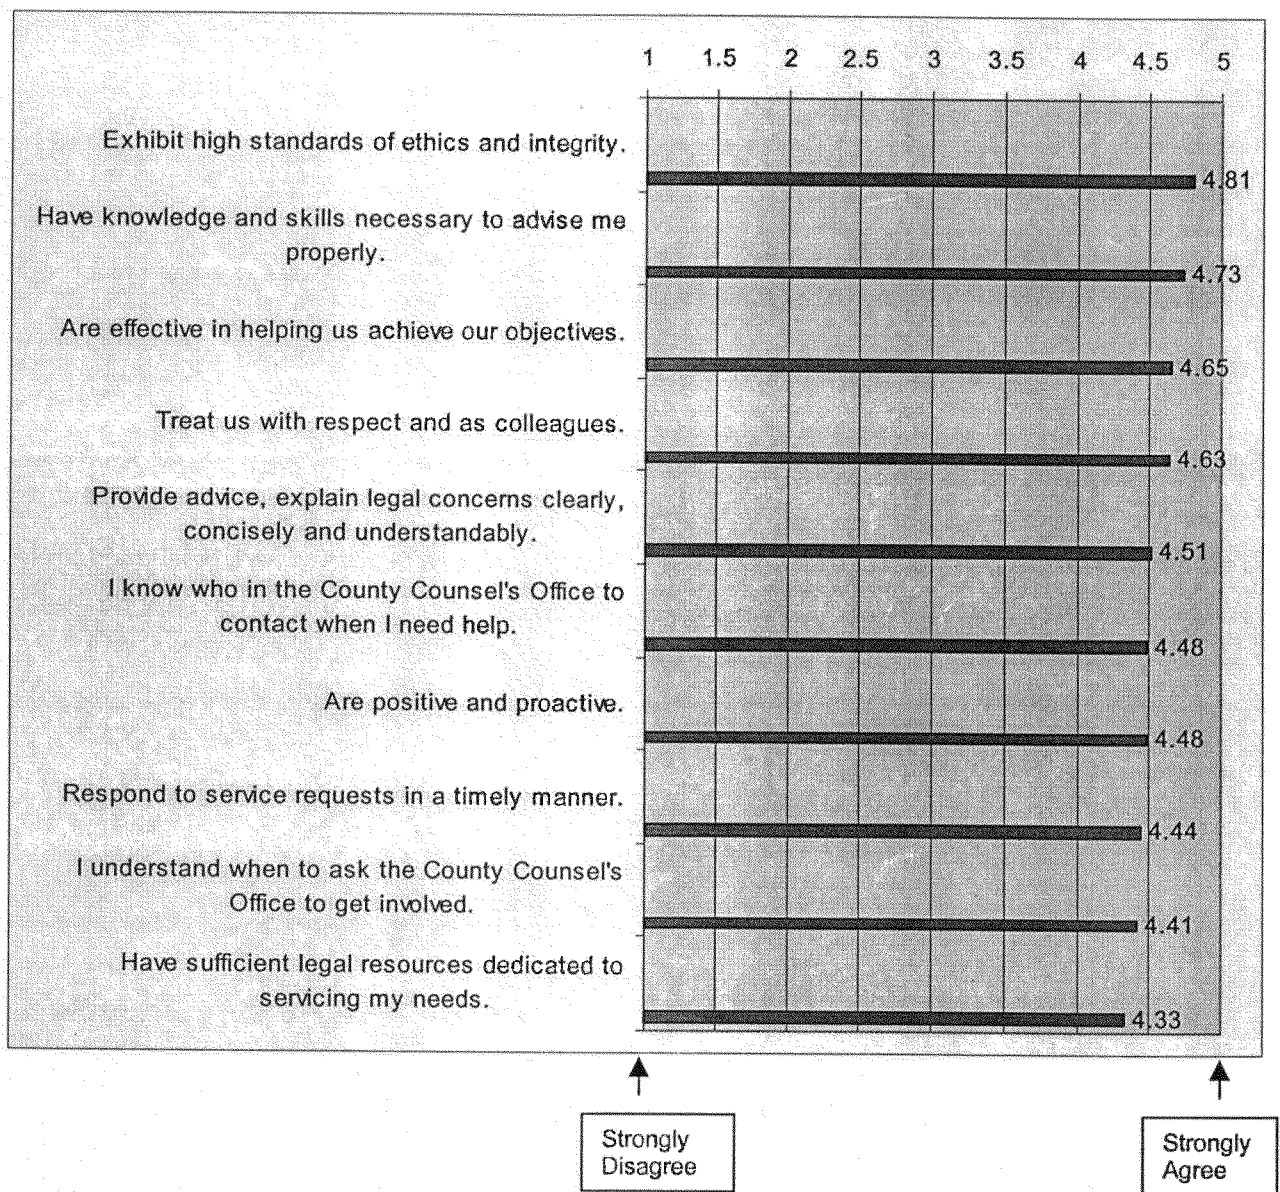 1 1.5 2 2.5 3 3.5 4 4.5 5
Exhibit high standards of ethics and integrity.
4.81
Have knowledge and skills necessary to advise me
properly.
4.73
Are effective in helping us achieve our objectives.
4.65
Treat us with respect and as colleagues.
4.63
Provide advice, explain legal concerns clearly,
concisely and understandably.
4.51
I know who in the County Counsel's Office to
contact when I need help.
4.48
Are positive and proactive.
4.48
Respond to service requests in a timely manner.
4.44
I understand when to ask the County Counsel's
Office to get involved.
4.41
Have sufficient legal resources dedicated to
servicing my needs.
4.33
Strongly
Disagree
Strongly
Agree